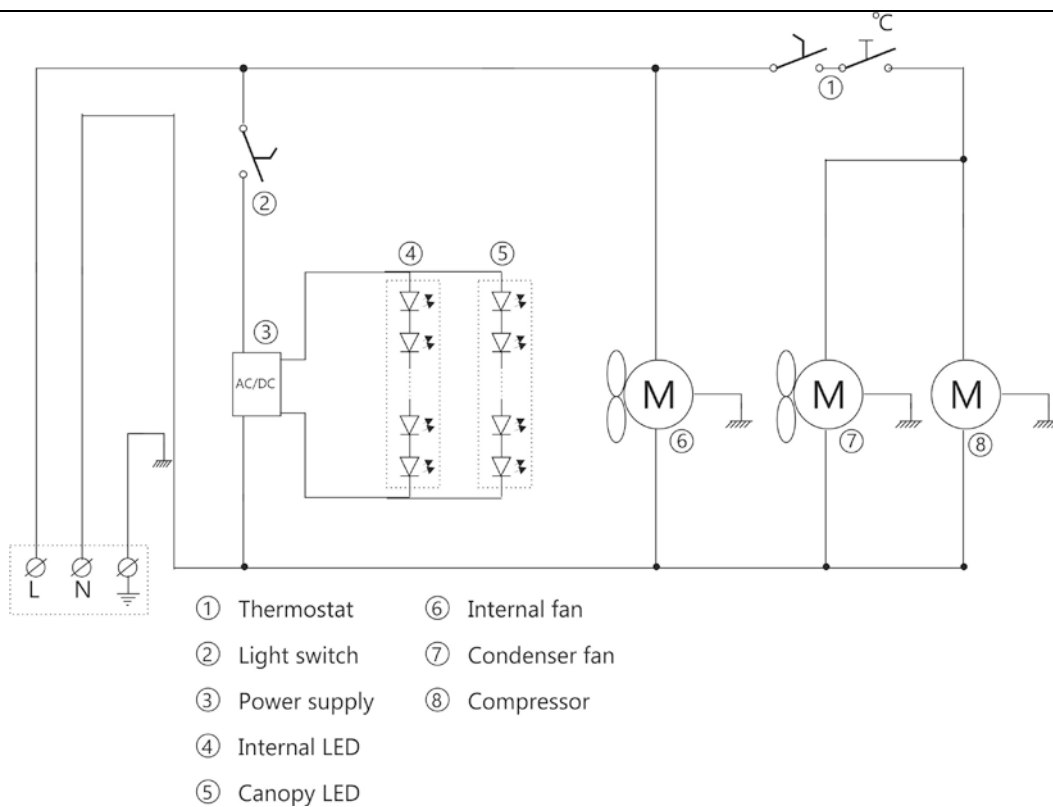 °C
①
②
④ ⑤
③
AC/DC
M M M
⑥ ⑦ ⑧
L N
① Thermostat
② Light switch
③ Power supply
④ Internal LED
⑤ Canopy LED
⑥ Internal fan
⑦ Condenser fan
⑧ Compressor